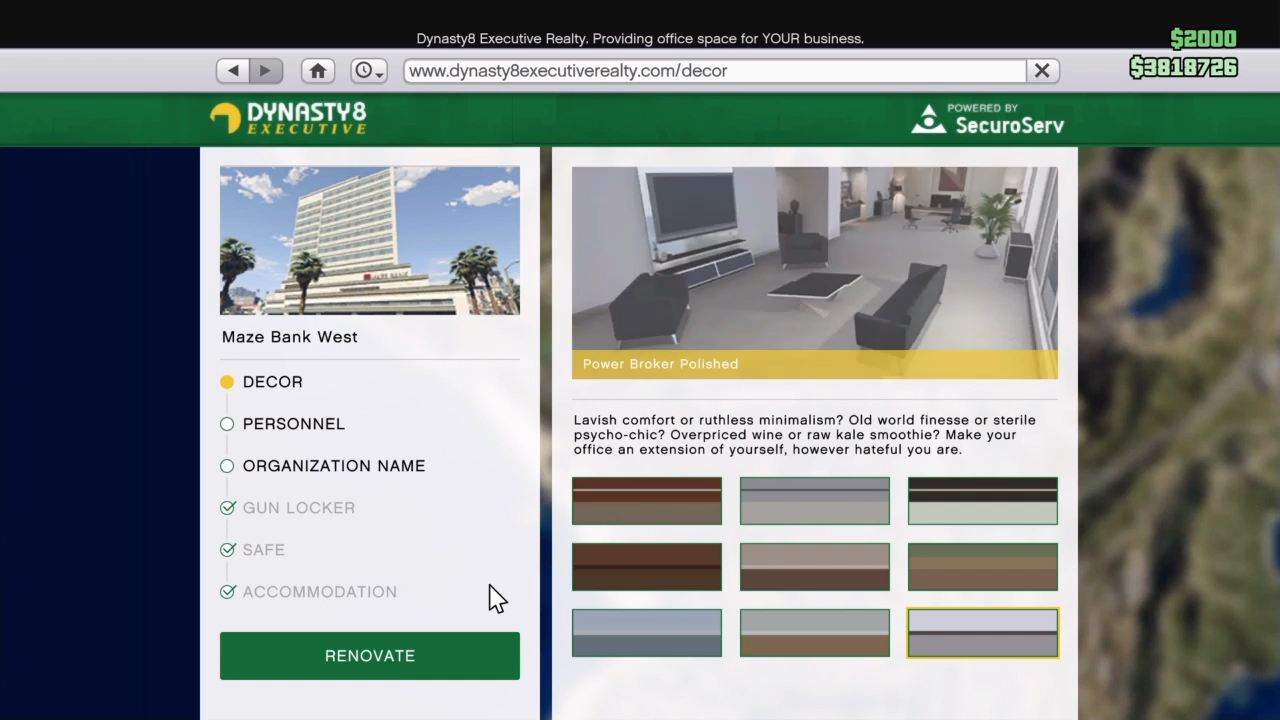 Dynasty8 Executive Realty. Providing office space for YOUR business.
$2000
$3818726
www.dynasty8executiverealty.com/decor
DYNASTY8
EXECUTIVE
POWERED BY
SecuroServ
MAZE BANK
Maze Bank West
DECOR
PERSONNEL
ORGANIZATION NAME
GUN LOCKER
SAFE
ACCOMMODATION
RENOVATE
Power Broker Polished
Lavish comfort or ruthless minimalism? Old world finesse or sterile
psycho-chic? Overpriced wine or raw kale smoothie? Make your
office an extension of yourself, however hateful you are.